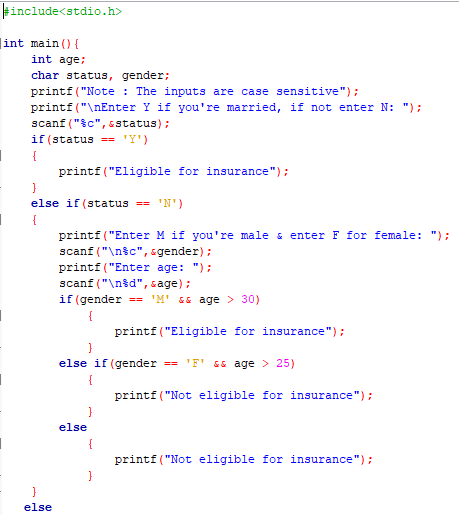 #include<stdio.h>
int main(){
int age;
char status, gender;
printf("Note : The inputs are case sensitive");
printf("\nEnter Y if you're married, if not enter N: ");
scanf("%c",&status);
if(status == 'Y')
{
printf("Eligible for insurance");
}
else if(status == 'N')
{
printf("Enter M if you're male & enter F for female: ");
scanf("\n%c",&gender);
printf("Enter age: ");
scanf("\n%d",&age);
if(gender == 'M' && age > 30)
{
printf("Eligible for insurance");
}
else if(gender == 'F' && age > 25)
{
printf("Not eligible for insurance");
}
else
{
printf("Not eligible for insurance");
}
}
else